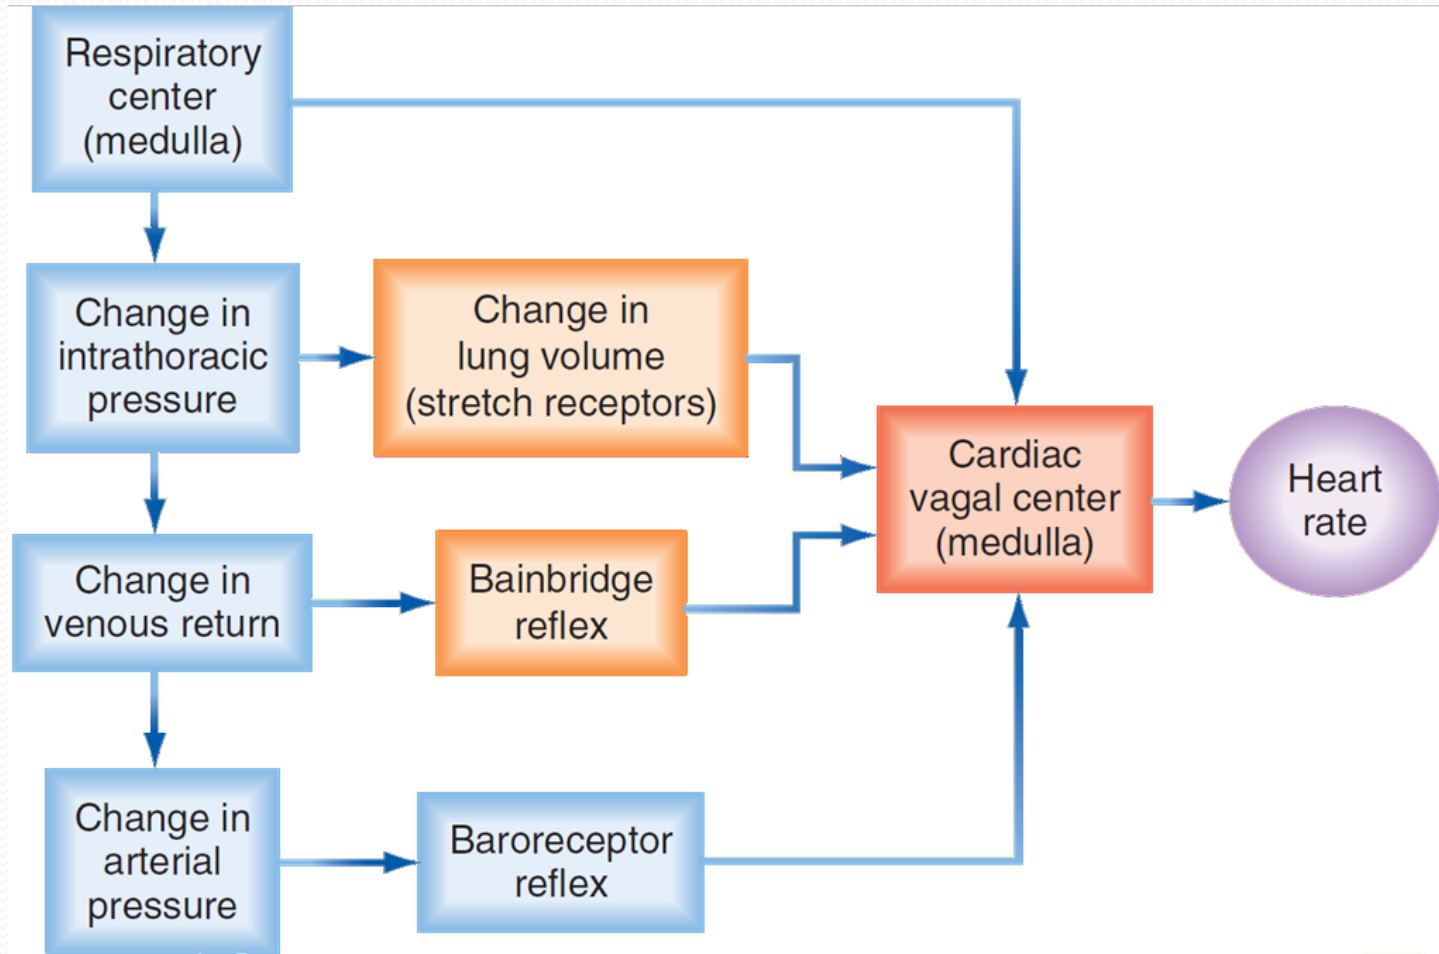 Respiratory
center
(medulla)
Change in
intrathoracic
pressure
Change in
lung volume
(stretch receptors)
Cardiac
vagal center
(medulla)
Heart
rate
Change in
venous return
Bainbridge
reflex
Change in
arterial
pressure
Baroreceptor
reflex